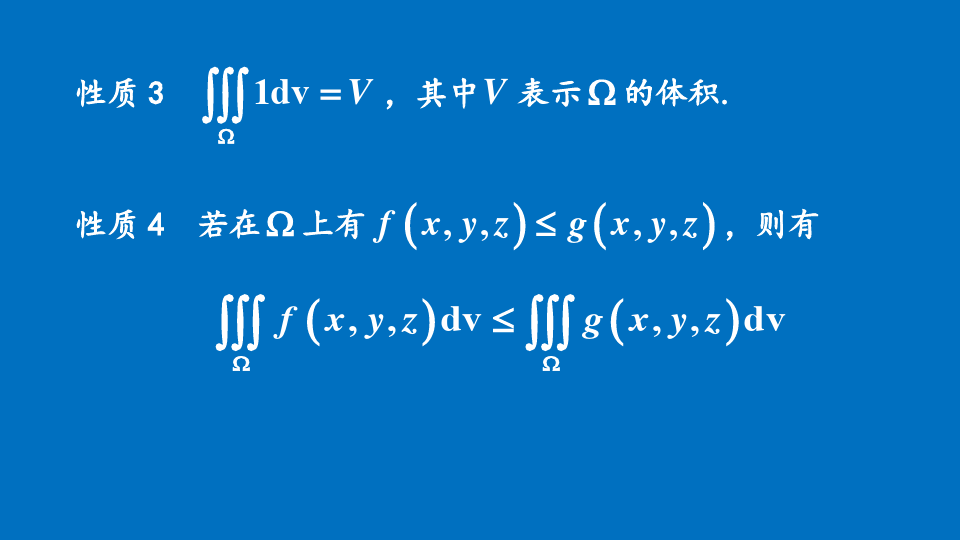 性质 3 ∭_Ω 1dv = V ，其中 V 表示 Ω 的体积.
性质 4 若在 Ω 上有 f(x, y, z) ≤ g(x, y, z)，则有
∭_Ω f(x, y, z)dv ≤ ∭_Ω g(x, y, z)dv